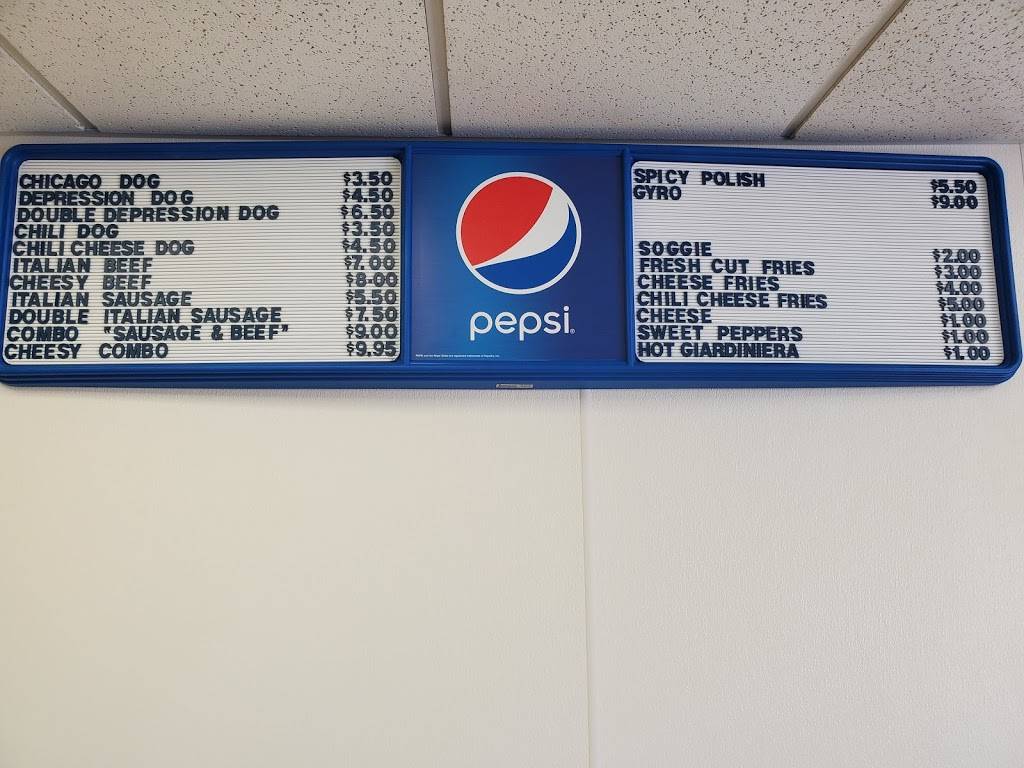 CHICAGO DOG $3.50
DEPRESSION DOG $4.50
DOUBLE DEPRESSION DOG $6.50
CHILI DOG $3.50
CHILI CHEESE DOG $4.50
ITALIAN BEEF $7.00
CHEESY BEEF $8-00
ITALIAN SAUSAGE $5.50
DOUBLE ITALIAN SAUSAGE $7.50
COMBO "SAUSAGE & BEEF" $9.00
CHEESY COMBO $9.95
pepsi
SPICY POLISH $5.50
GYRO $9.00
SOGGIE $2.00
FRESH CUT FRIES $3.00
CHEESE FRIES $4.00
CHILI CHEESE FRIES $5.00
CHEESE $1.00
SWEET PEPPERS $1.00
HOT GIARDINIERA $1.00